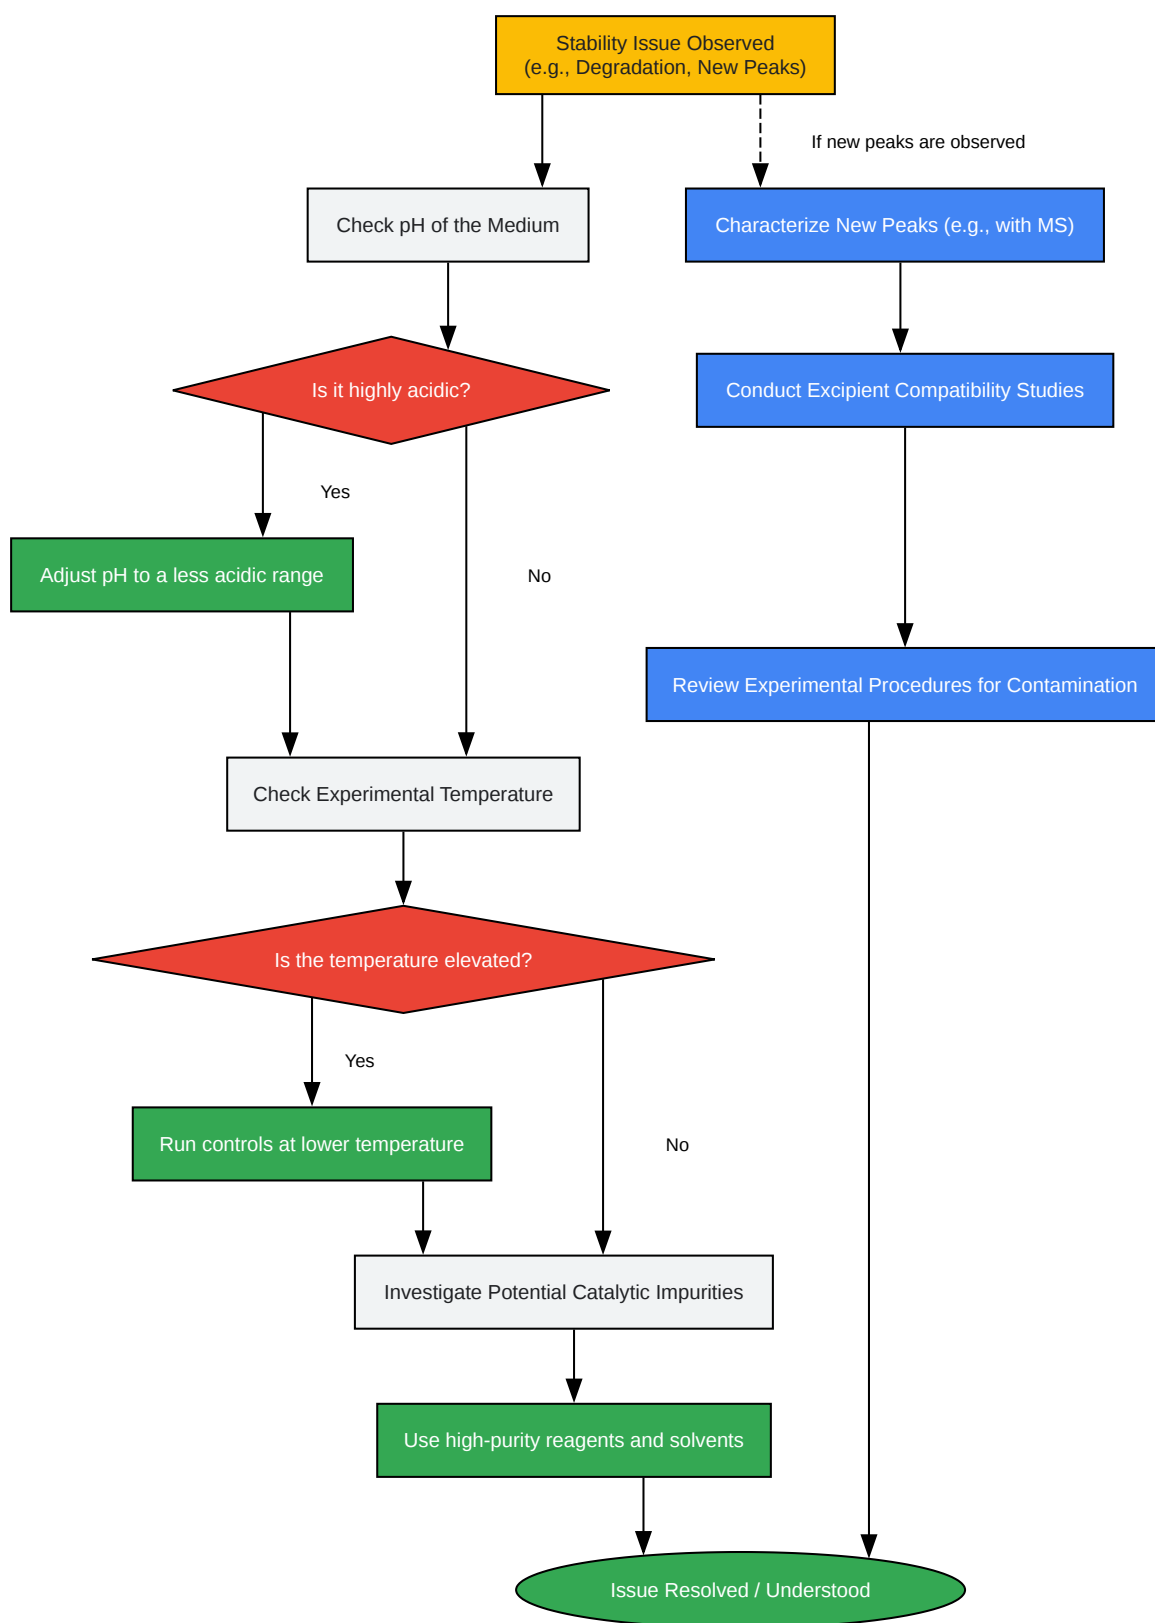 Stability Issue Observed
(e.g., Degradation, New Peaks)
If new peaks are observed
Check pH of the Medium
Characterize New Peaks (e.g., with MS)
Is it highly acidic?
Conduct Excipient Compatibility Studies
Yes
Adjust pH to a less acidic range
No
Review Experimental Procedures for Contamination
Check Experimental Temperature
Is the temperature elevated?
Yes
Run controls at lower temperature
No
Investigate Potential Catalytic Impurities
Use high-purity reagents and solvents
Issue Resolved / Understood